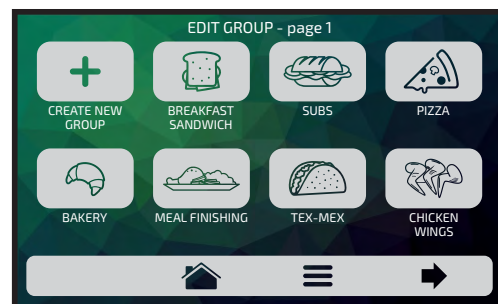 EDIT GROUP - page 1
CREATE NEW
GROUP
BREAKFAST
SANDWICH
SUBS
PIZZA
BAKERY
MEAL FINISHING
TEX-MEX
CHICKEN
WINGS